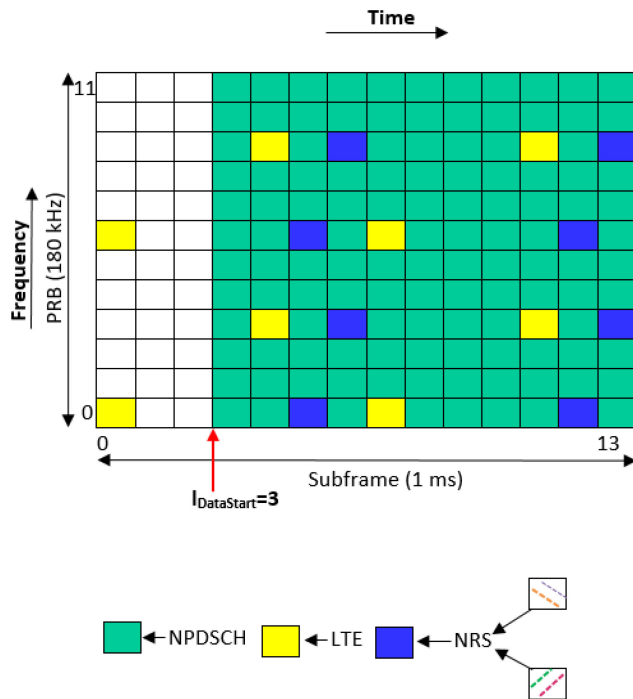 Time
11
Frequency
PRB (180 kHz)
0
0
13
Subframe (1 ms)
lDataStart=3
NPDSCH
LTE
NRS